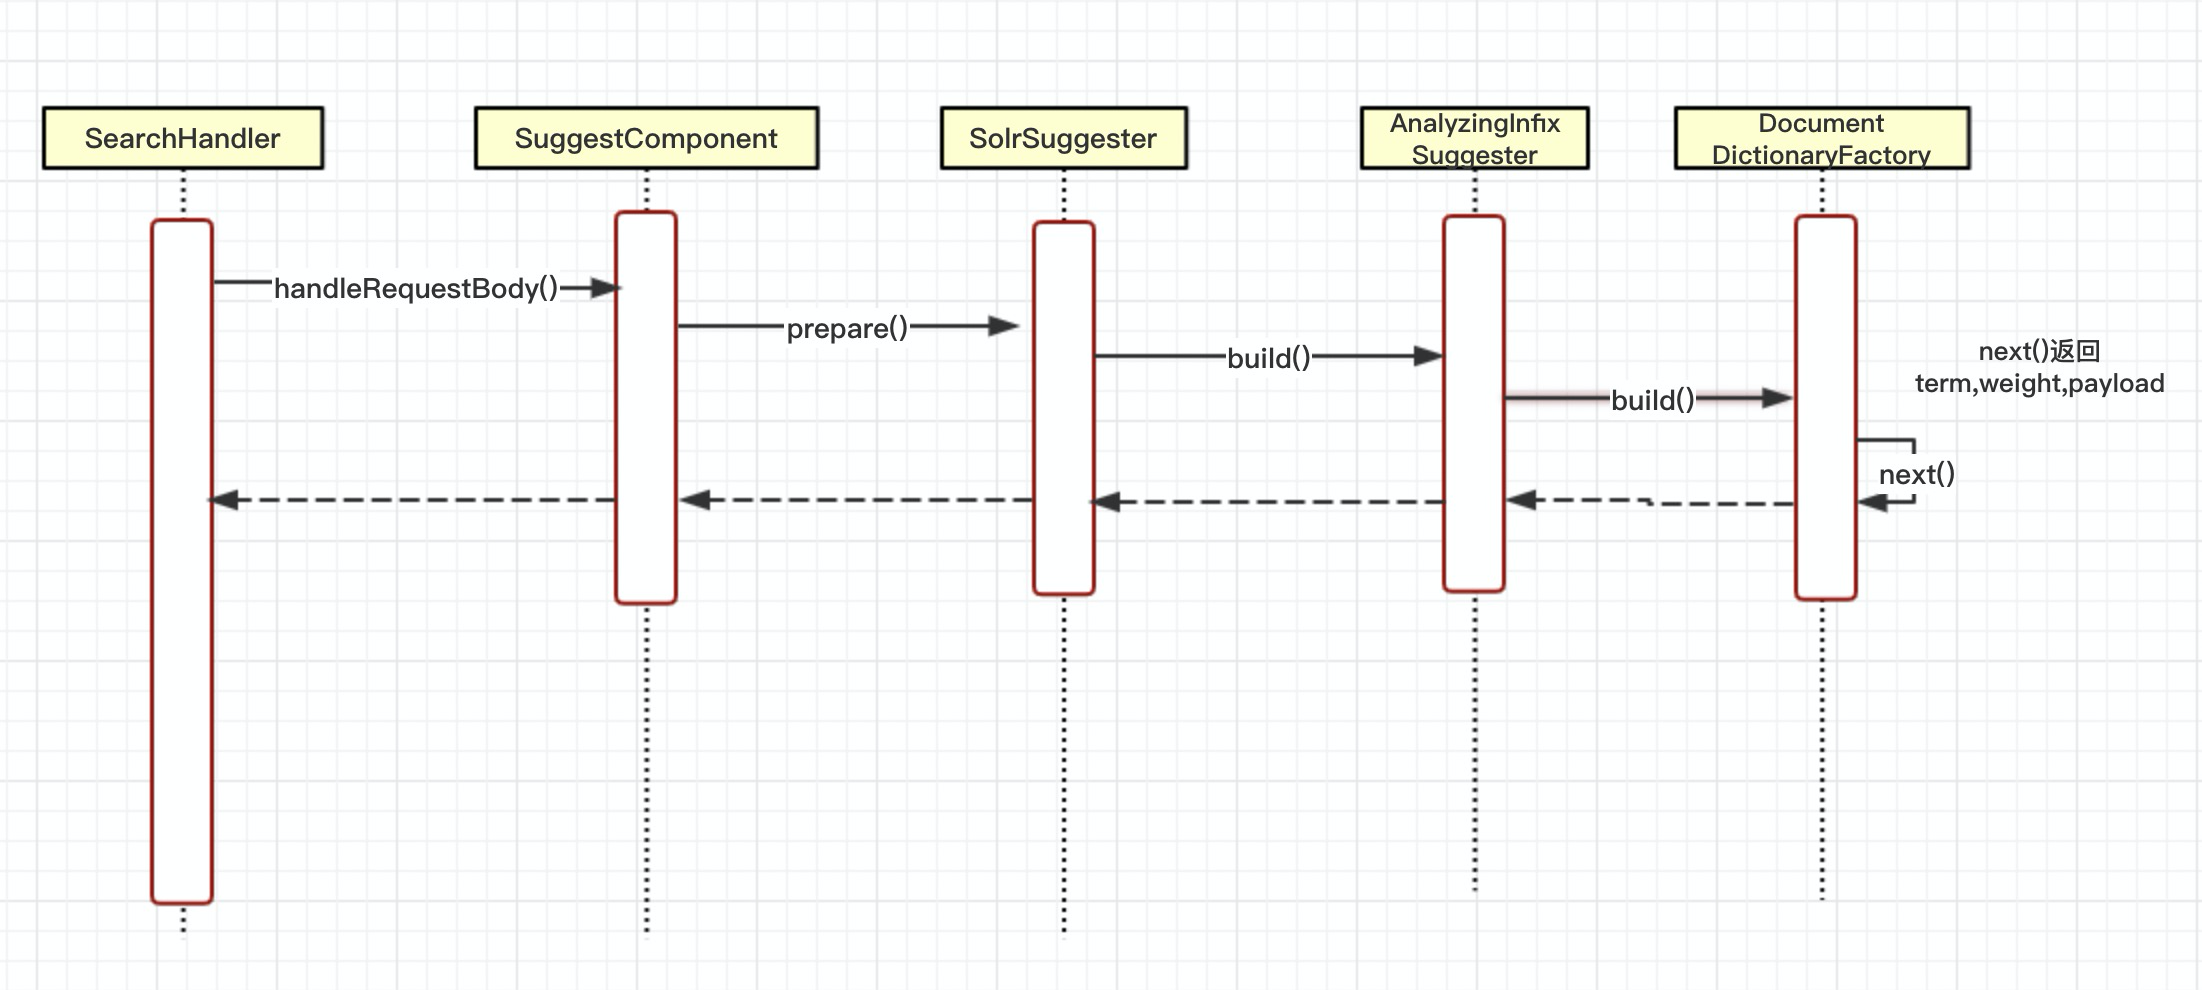 SearchHandler
SuggestComponent
SolrSuggester
AnalyzingInfix
Suggester
Document
DictionaryFactory
handleRequestBody()
prepare()
build()
build()
next()返回
term,weight,payload
next()